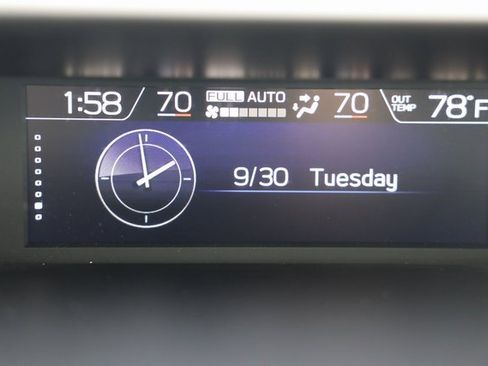 1:58 70 FULL AUTO 70 OUT TEMP 78°F
9/30 Tuesday